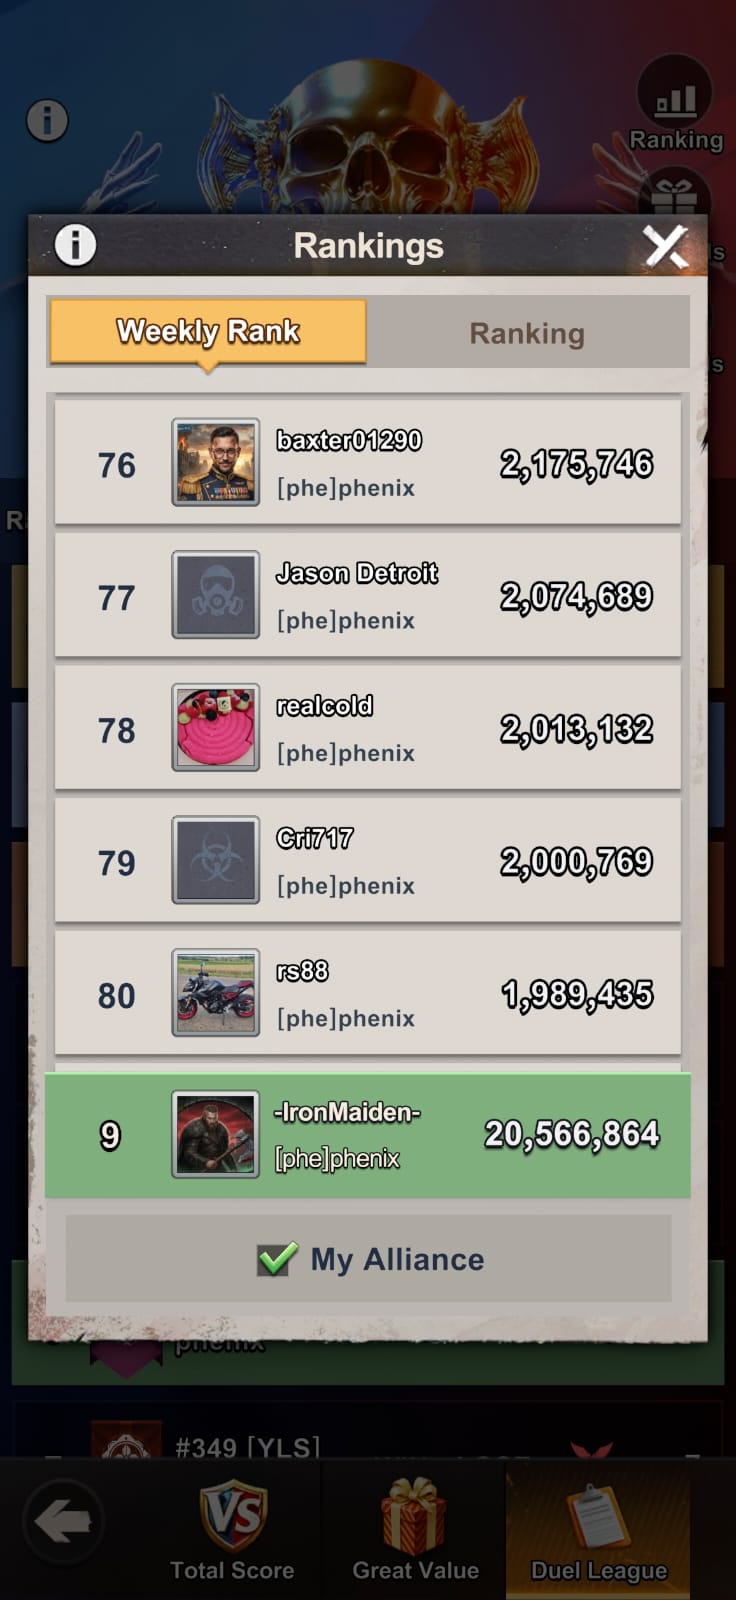 Ranking
Rankings
Weekly Rank
Ranking
76
baxter01290
[phe]phenix
2,175,746
77
Jason Detroit
[phe]phenix
2,074,689
78
realcold
[phe]phenix
2,013,132
79
Cri717
[phe]phenix
2,000,769
80
rs88
[phe]phenix
1,989,435
9
-IronMaiden-
[phe]phenix
20,566,864
My Alliance
phenix
#349 [YLS]
VS
Total Score
Great Value
Duel League